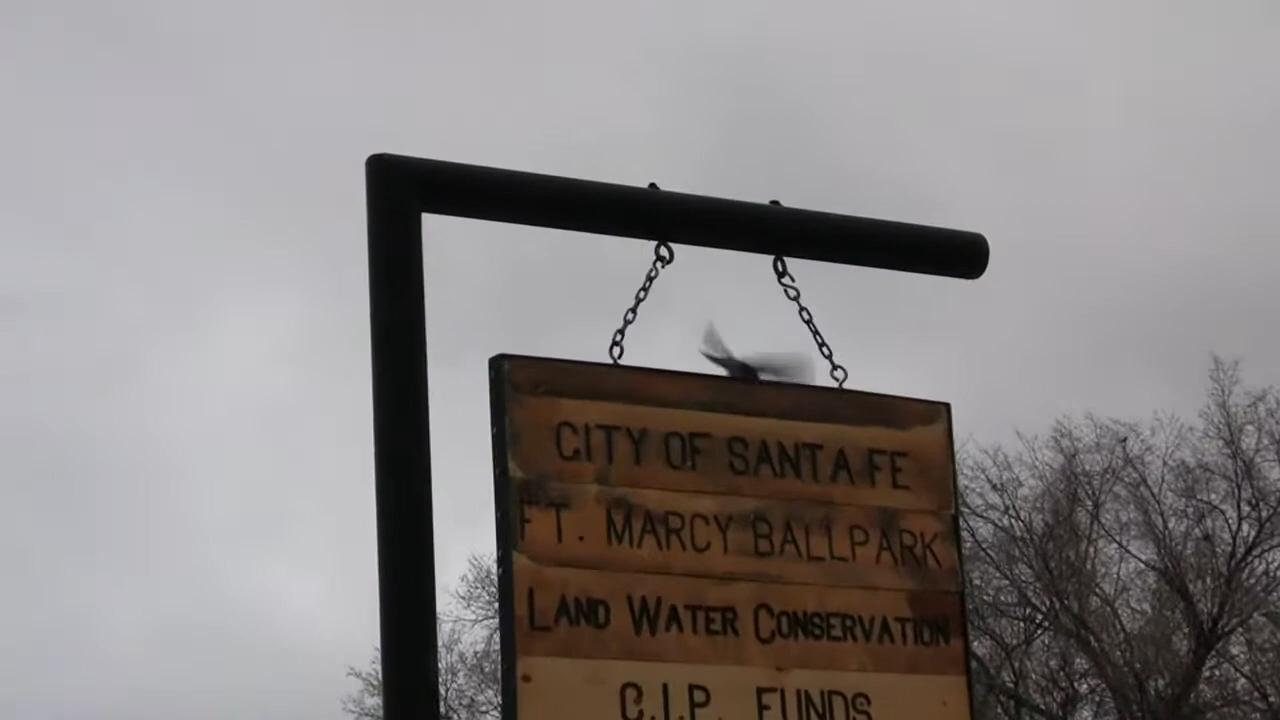 CITY OF SANTA FE
FT. MARCY BALLPARK
LAND WATER CONSERVATION
C.I.P. FUNDS